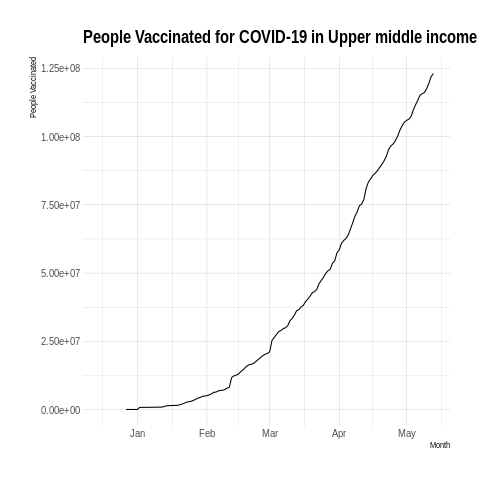 People Vaccinated for COVID-19 in Upper middle income
People Vaccinated
1.25e+08
1.00e+08
7.50e+07
5.00e+07
2.50e+07
0.00e+00
Jan Feb Mar Apr May
Month